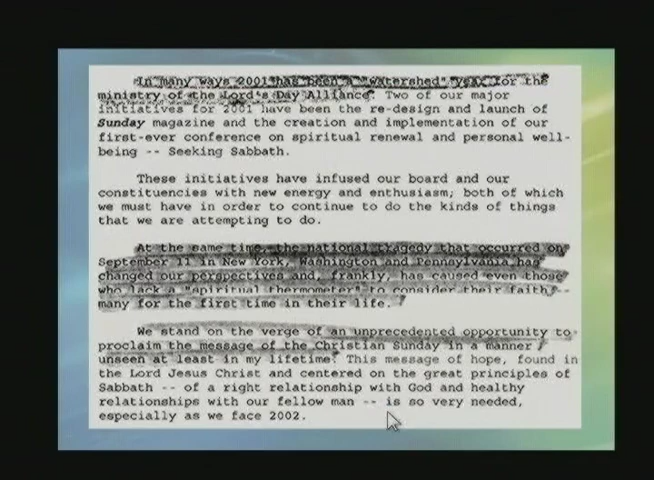 In many ways 2001 has been a "watershed" year for the
ministry of the Lord's Day Alliance. Two of our major
initiatives for 2001 have been the re-design and launch of
Sunday magazine and the creation and implementation of our
first-ever conference on spiritual renewal and personal well-
being -- Seeking Sabbath.
These initiatives have infused our board and our
constituencies with new energy and enthusiasm; both of which
we must have in order to continue to do the kinds of things
that we are attempting to do.
At the same time, the national tragedy that occurred on
September 11 in New York, Washington and Pennsylvania has
changed our perspectives and, frankly, has caused even those
who lack a "spiritual thermometer" to consider their faith --
many for the first time in their life.
We stand on the verge of an unprecedented opportunity to
proclaim the message of the Christian Sunday in a manner
unseen at least in my lifetime. This message of hope, found in
the Lord Jesus Christ and centered on the great principles of
Sabbath -- of a right relationship with God and healthy
relationships with our fellow man -- is so very needed,
especially as we face 2002.